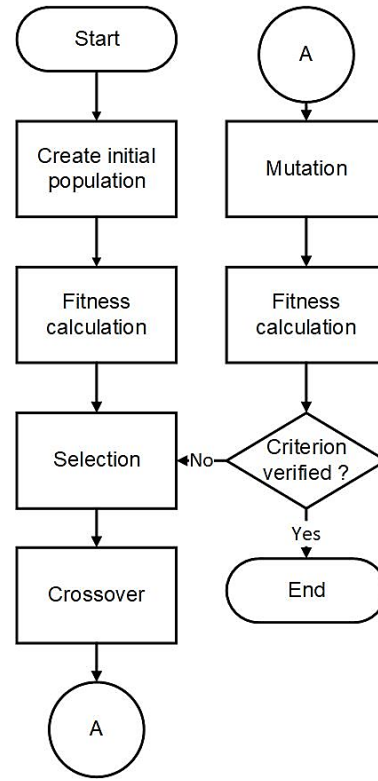 Start
Create initial
population
Fitness
calculation
Selection
Crossover
A
A
Mutation
Fitness
calculation
Criterion
verified ?
No
Yes
End